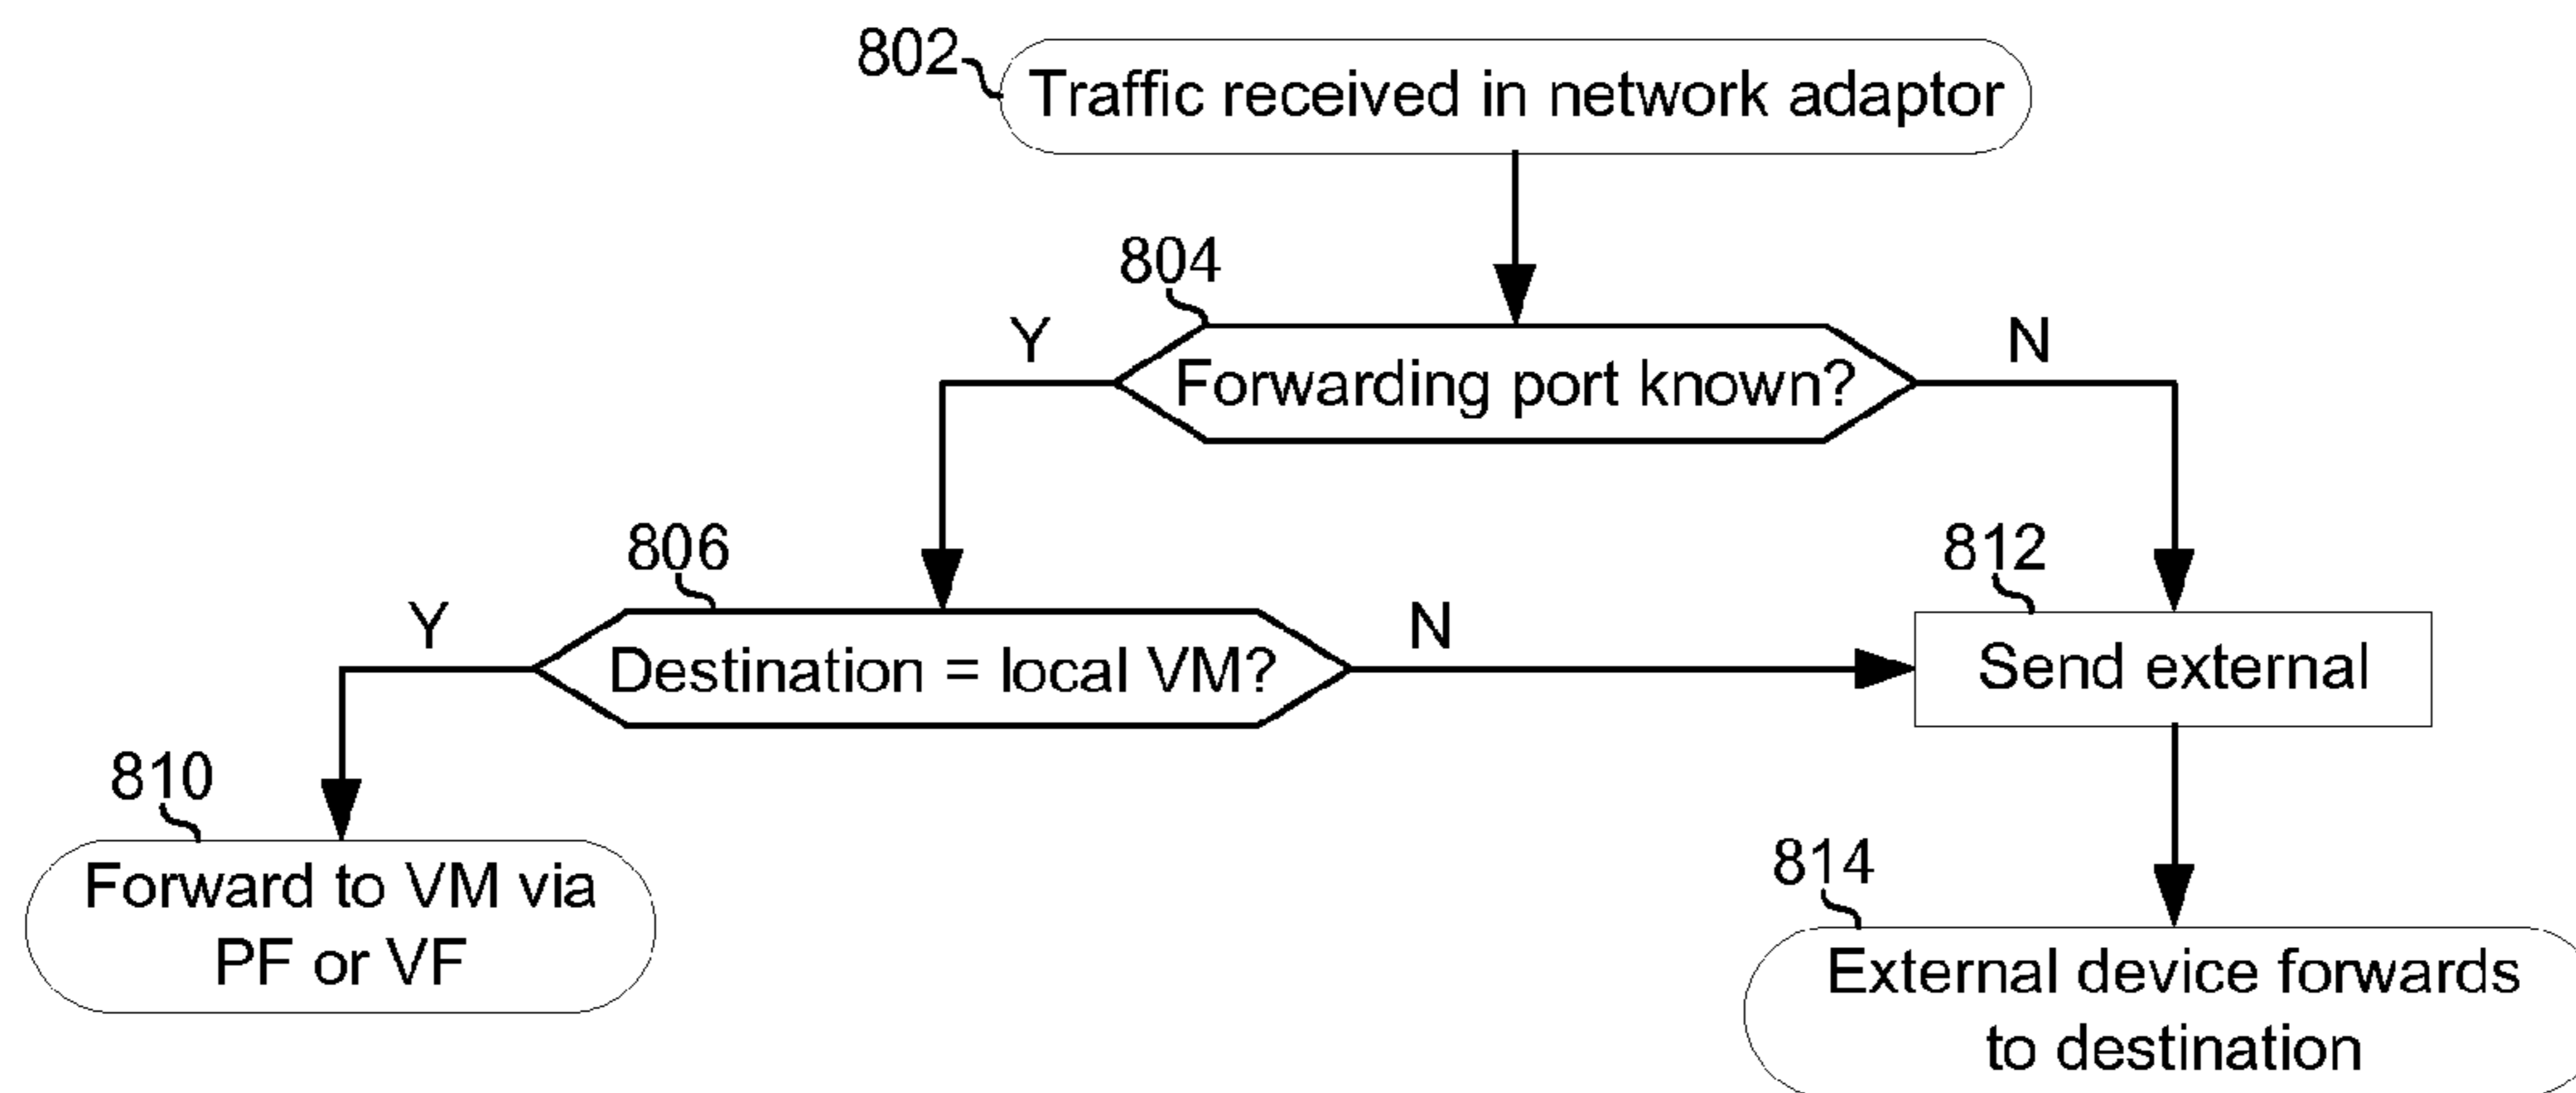 802
Traffic received in network adaptor
804
Y
Forwarding port known?
N
806
Y
Destination = local VM?
N
812
Send external
810
Forward to VM via
PF or VF
814
External device forwards
to destination